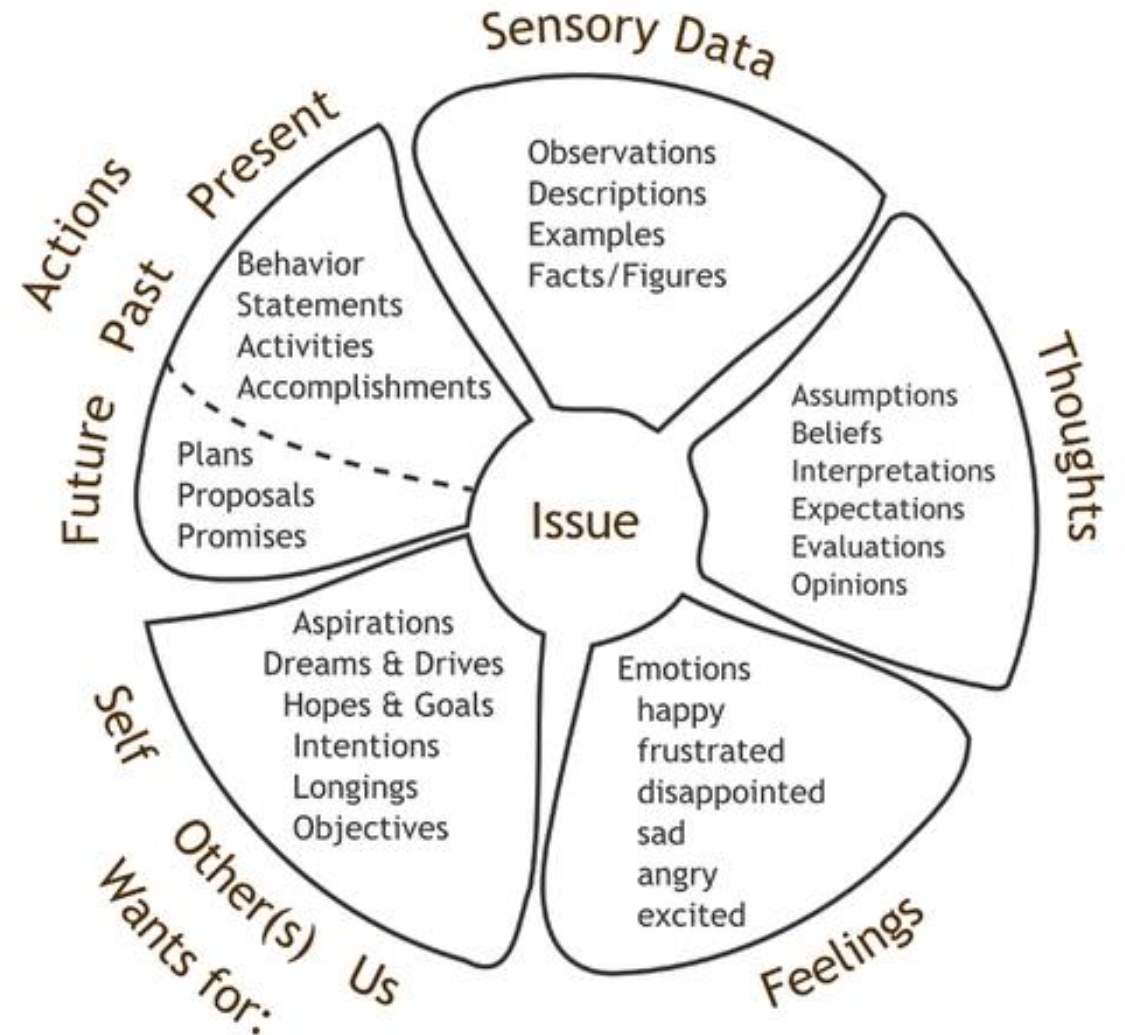 Sensory Data
Observations
Descriptions
Examples
Facts/Figures
Thoughts
Assumptions
Beliefs
Interpretations
Expectations
Evaluations
Opinions
Feelings
Emotions
happy
frustrated
disappointed
sad
angry
excited
Wants for:
Self Other(s) Us
Aspirations
Dreams & Drives
Hopes & Goals
Intentions
Longings
Objectives
Actions
Future Past Present
Behavior
Statements
Activities
Accomplishments
Plans
Proposals
Promises
Issue